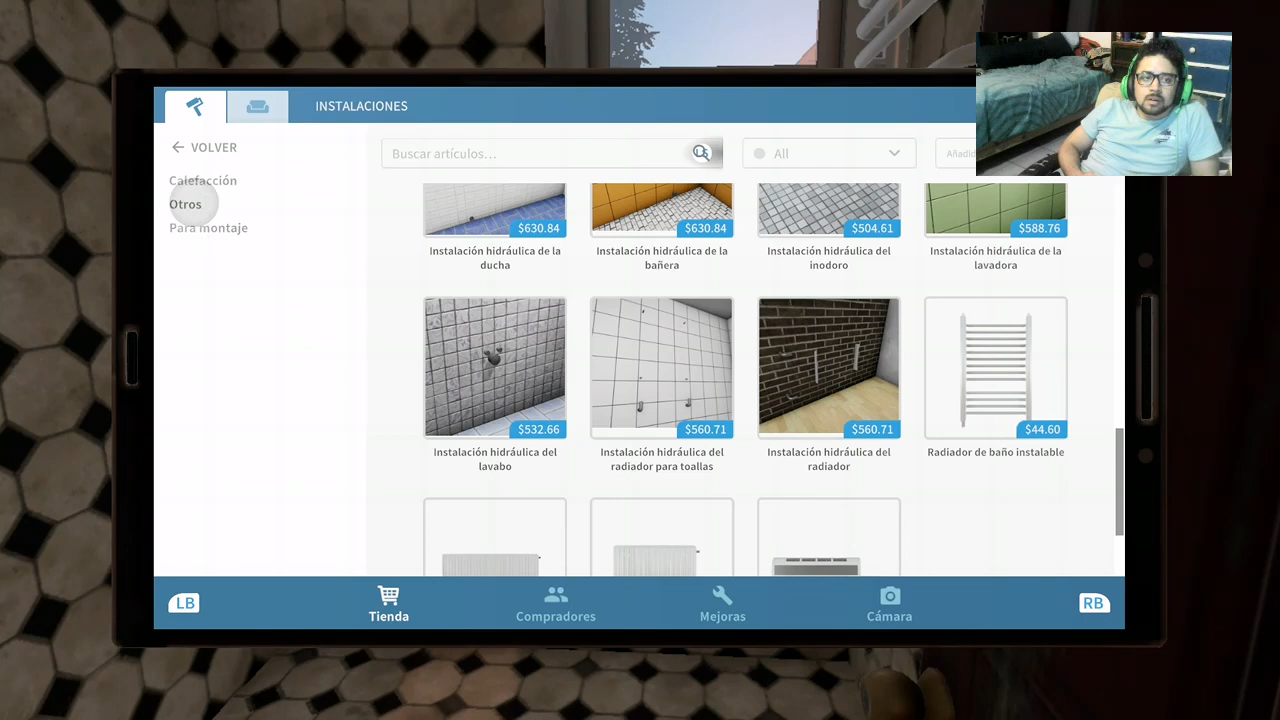 INSTALACIONES
VOLVER
Buscar artículos...
All
Añadid
Calefacción
Otros
Para montaje
$630.84
$630.84
$504.61
$588.76
Instalación hidráulica de la
ducha
Instalación hidráulica de la
bañera
Instalación hidráulica del
inodoro
Instalación hidráulica de la
lavadora
$532.66
$560.71
$560.71
$44.60
Instalación hidráulica del
lavabo
Instalación hidráulica del
radiador para toallas
Instalación hidráulica del
radiador
Radiador de baño instalable
LB
Tienda
Compradores
Mejoras
Cámara
RB